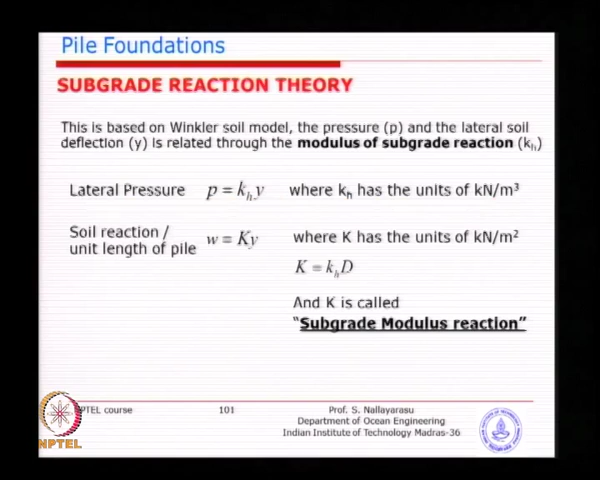 Pile Foundations
SUBGRADE REACTION THEORY
This is based on Winkler soil model, the pressure (p) and the lateral soil
deflection (y) is related through the modulus of subgrade reaction (kh)
Lateral Pressure p = khy where kh has the units of kN/m³
Soil reaction /
unit length of pile w = Ky where K has the units of kN/m²
K = khD
And K is called
"Subgrade Modulus reaction"
NPTEL course 101 Prof. S. Nallayarasu
Department of Ocean Engineering
Indian Institute of Technology Madras-36
NPTEL